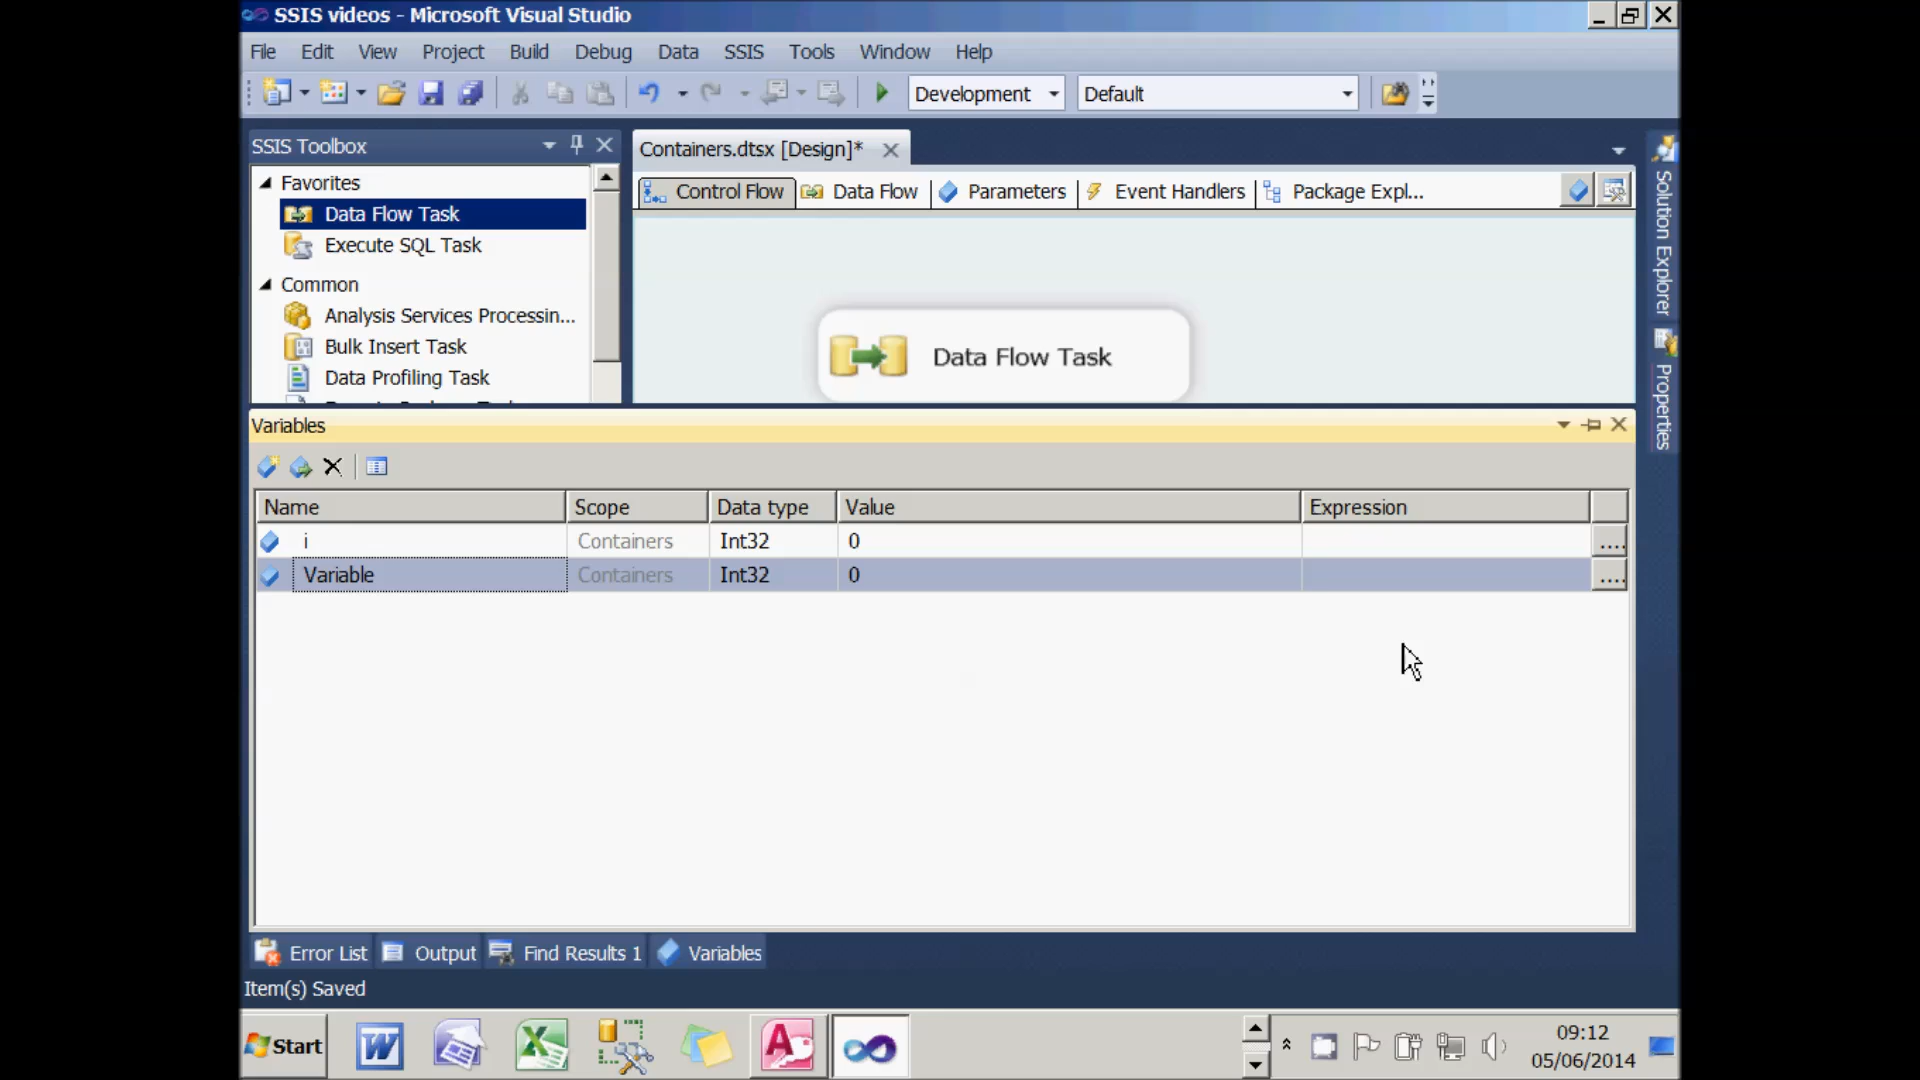 SSIS videos - Microsoft Visual Studio
File Edit View Project Build Debug Data SSIS Tools Window Help
Development Default
SSIS Toolbox
Favorites
Data Flow Task
Execute SQL Task
Common
Analysis Services Processin...
Bulk Insert Task
Data Profiling Task
Containers.dtsx [Design]*
Control Flow Data Flow Parameters Event Handlers Package Expl...
Data Flow Task
Solution Explorer
Properties
Variables
Name Scope Data type Value Expression
i Containers Int32 0 ....
Variable Containers Int32 0 ....
Error List Output Find Results 1 Variables
Item(s) Saved
Start
09:12
05/06/2014